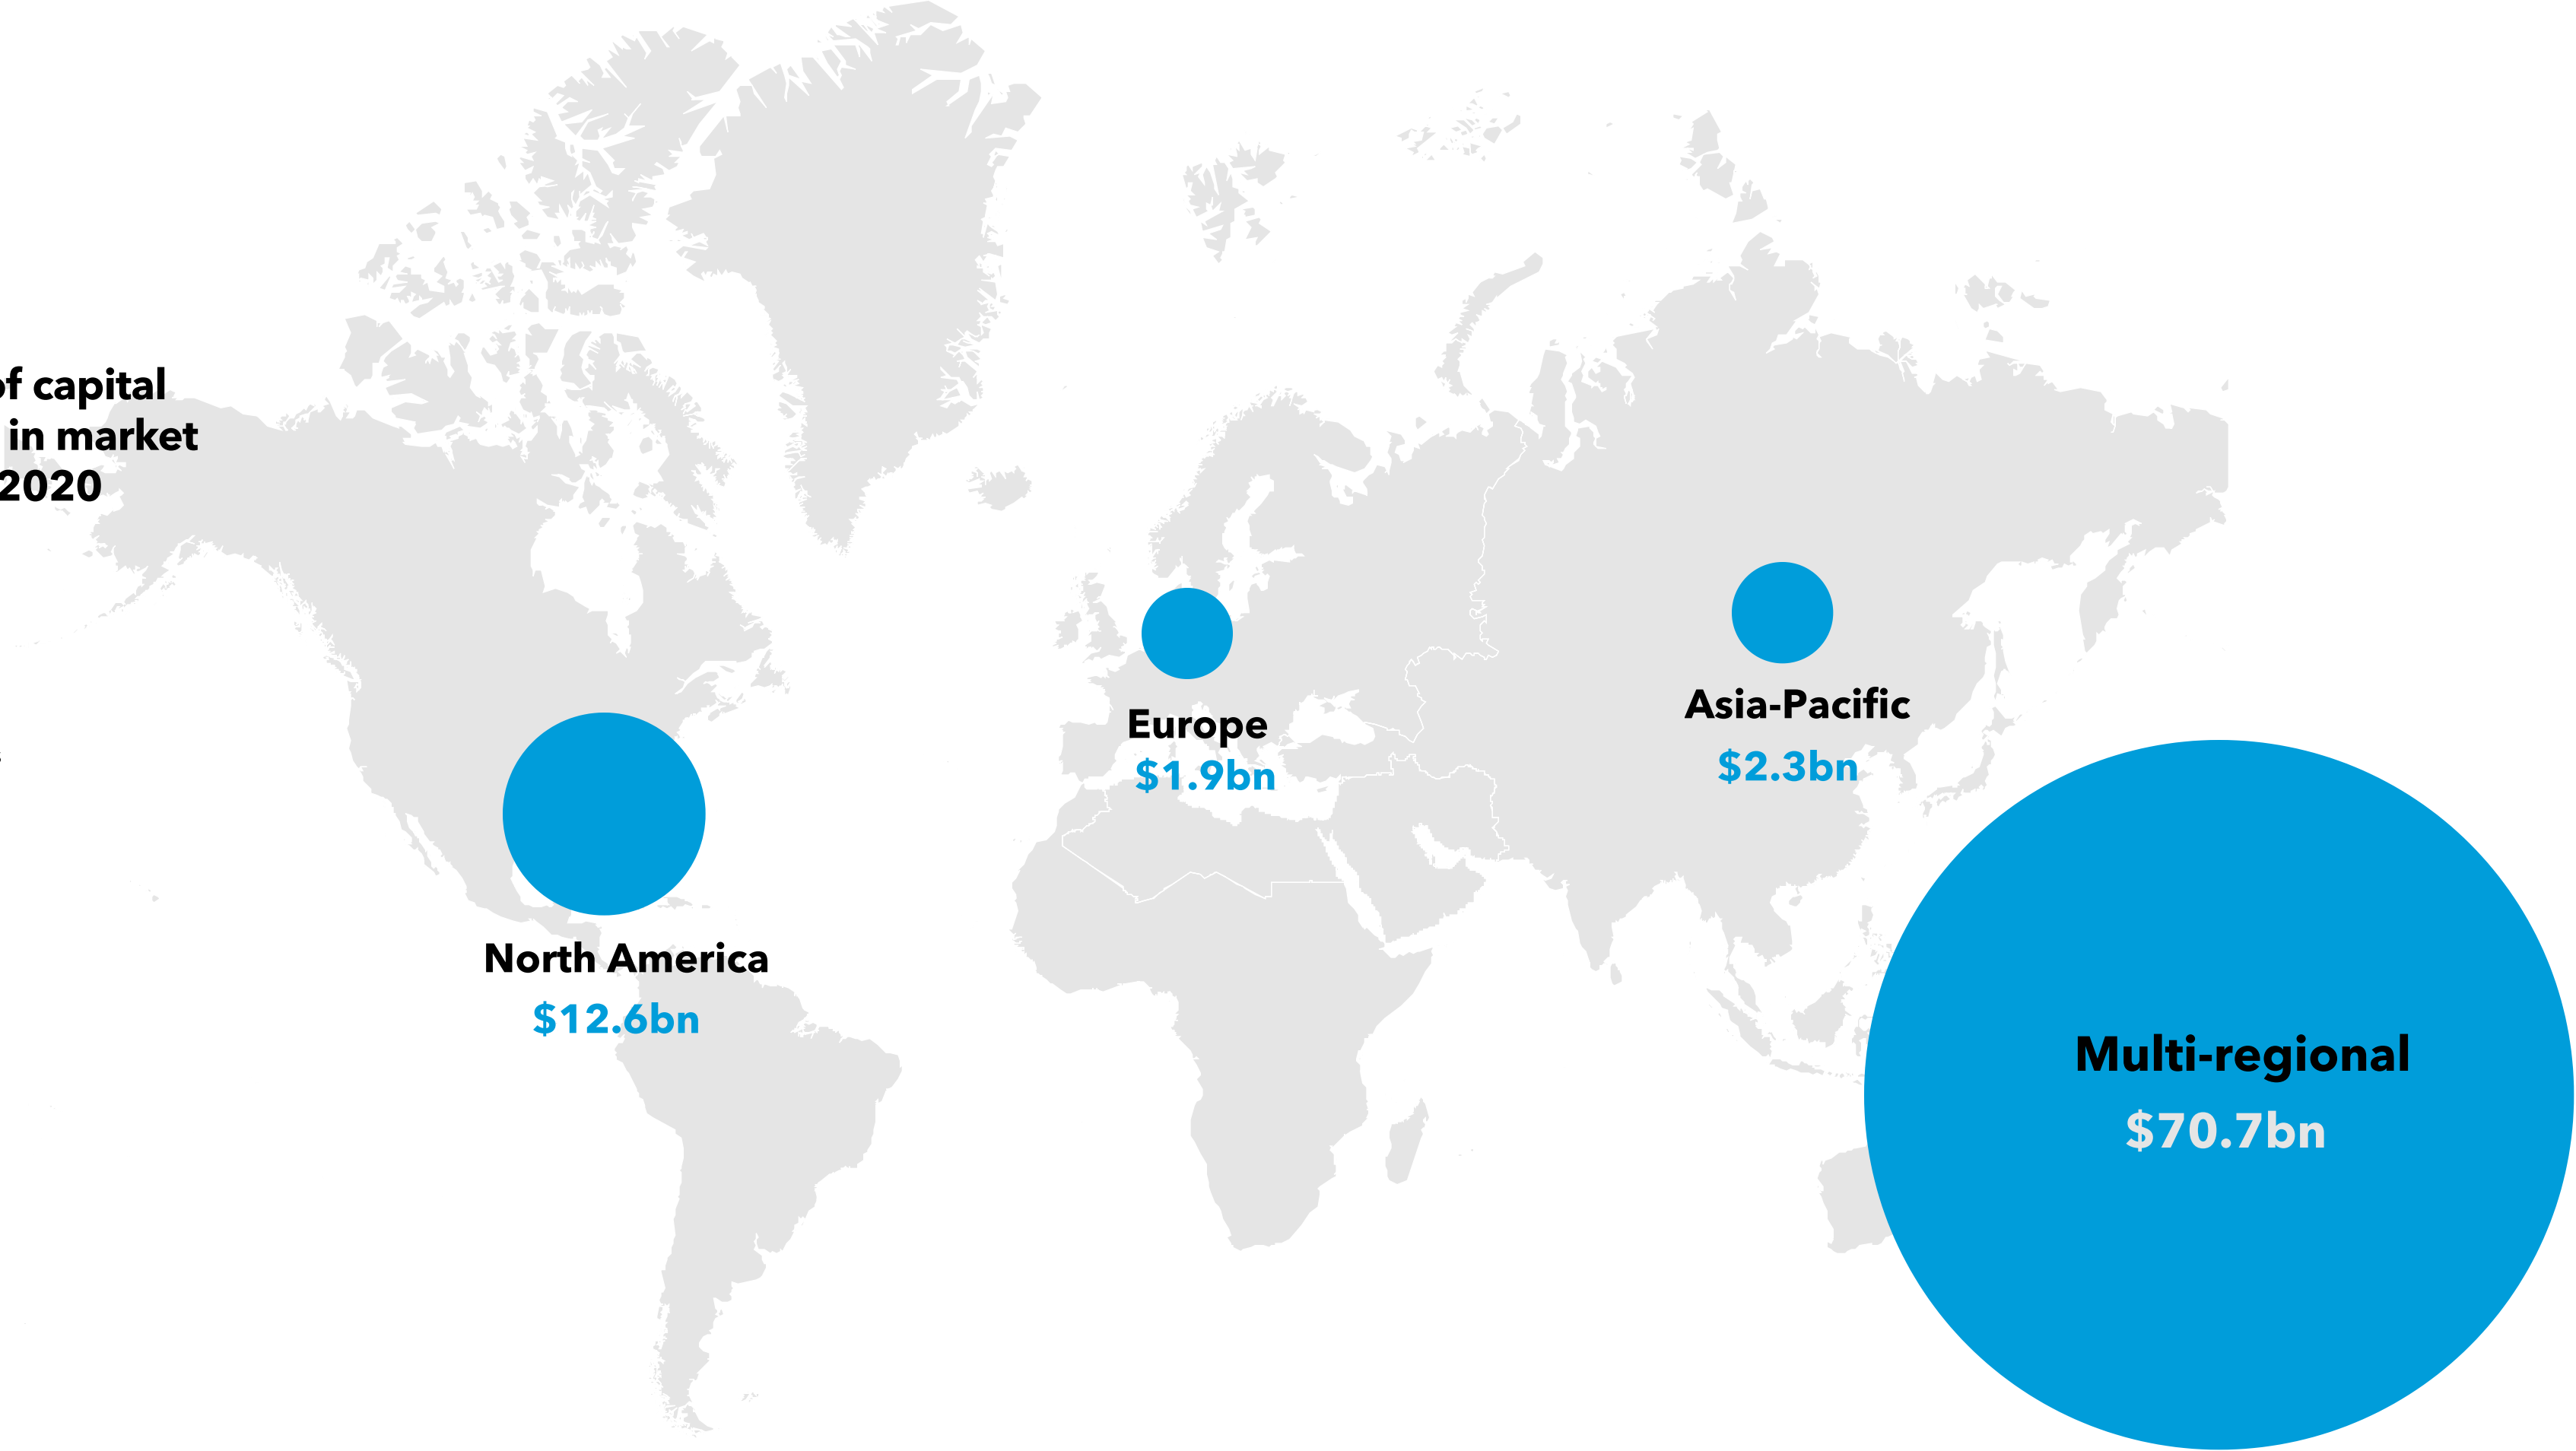 of capital
in market
2020
Europe
$1.9bn
Asia-Pacific
$2.3bn
North America
$12.6bn
Multi-regional
$70.7bn